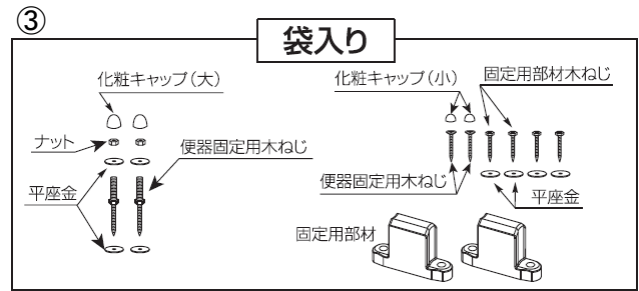 ③
袋入り
化粧キャップ（大）
ナット
便器固定用木ねじ
平座金
化粧キャップ（小）
固定用部材木ねじ
便器固定用木ねじ
平座金
固定用部材